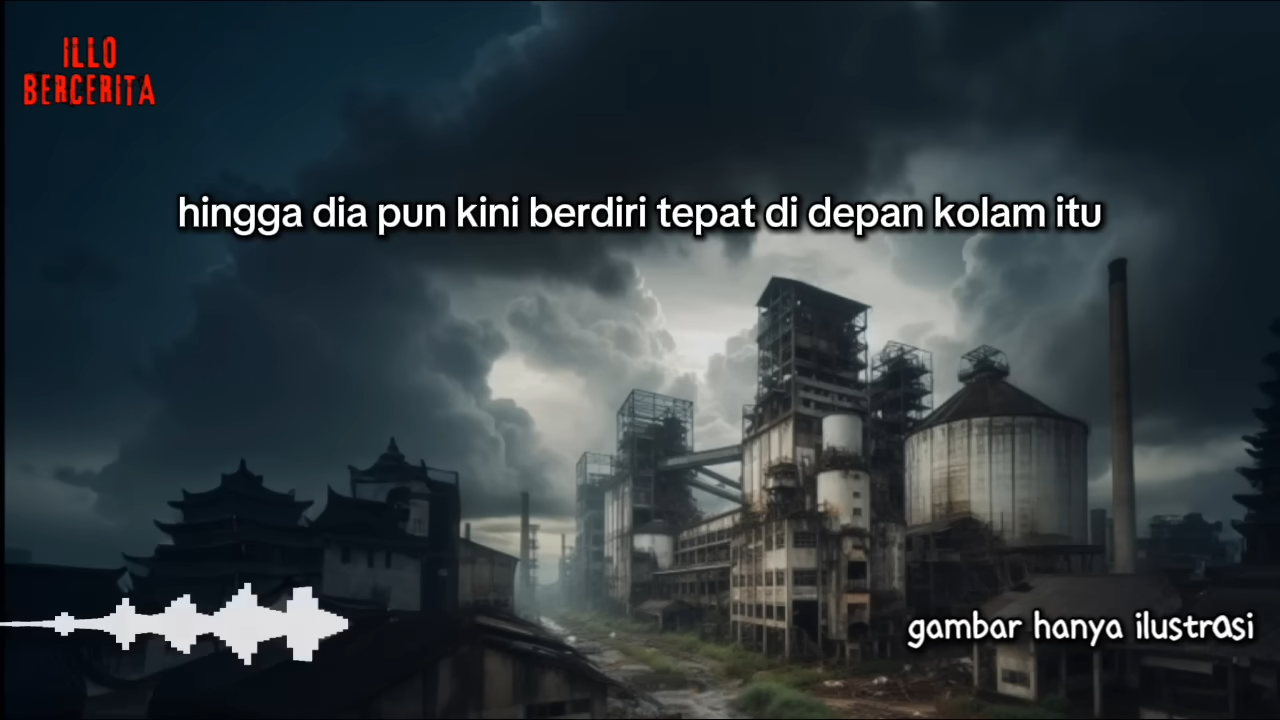 ILLO
BERCERITA
hingga dia pun kini berdiri tepat di depan kolam itu
gambar hanya ilustrasi